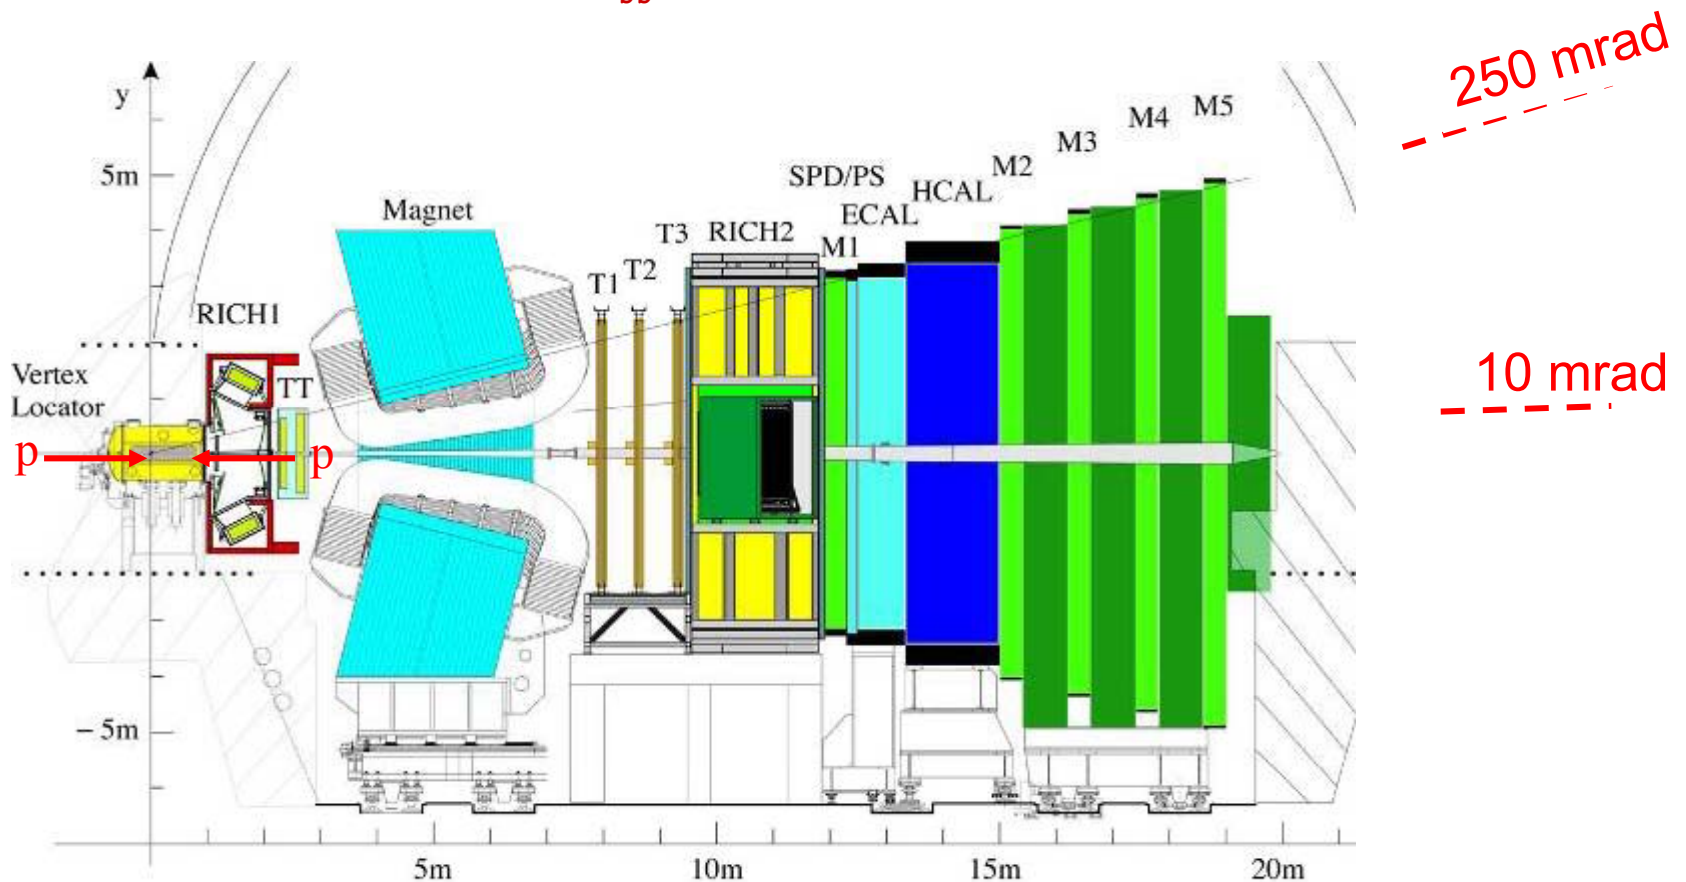 250 mrad
y
M5
M4
M3
M2
5m
SPD/PS
HCAL
Magnet
ECAL
T3
RICH2
M1
T2
T1
RICH1
10 mrad
Vertex
Locator
TT
p
p
− 5m
5m
10m
15m
20m